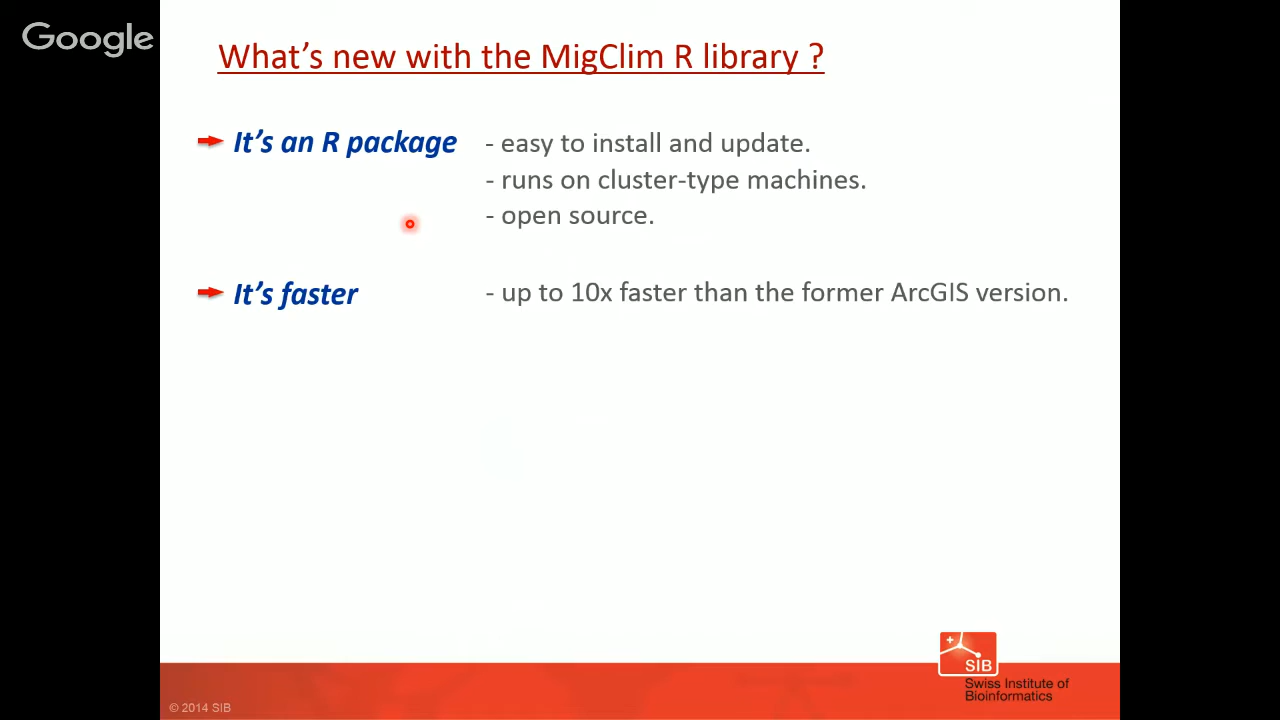 Google
What's new with the MigClim R library ?
It's an R package - easy to install and update.
- runs on cluster-type machines.
- open source.
It's faster - up to 10x faster than the former ArcGIS version.
SIB
Swiss Institute of
Bioinformatics
© 2014 SIB